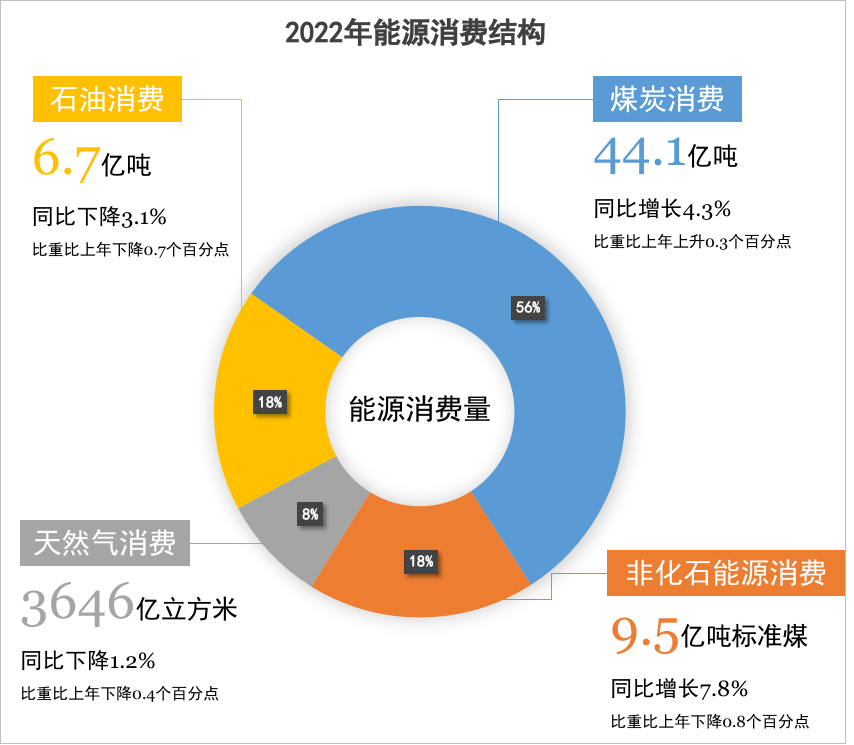 2022年能源消费结构
石油消费
6.7亿吨
同比下降3.1%
比重比上年下降0.7个百分点
煤炭消费
44.1亿吨
同比增长4.3%
比重比上年上升0.3个百分点
56%
18%
能源消费量
8%
18%
天然气消费
3646亿立方米
同比下降1.2%
比重比上年下降0.4个百分点
非化石能源消费
9.5亿吨标准煤
同比增长7.8%
比重比上年下降0.8个百分点